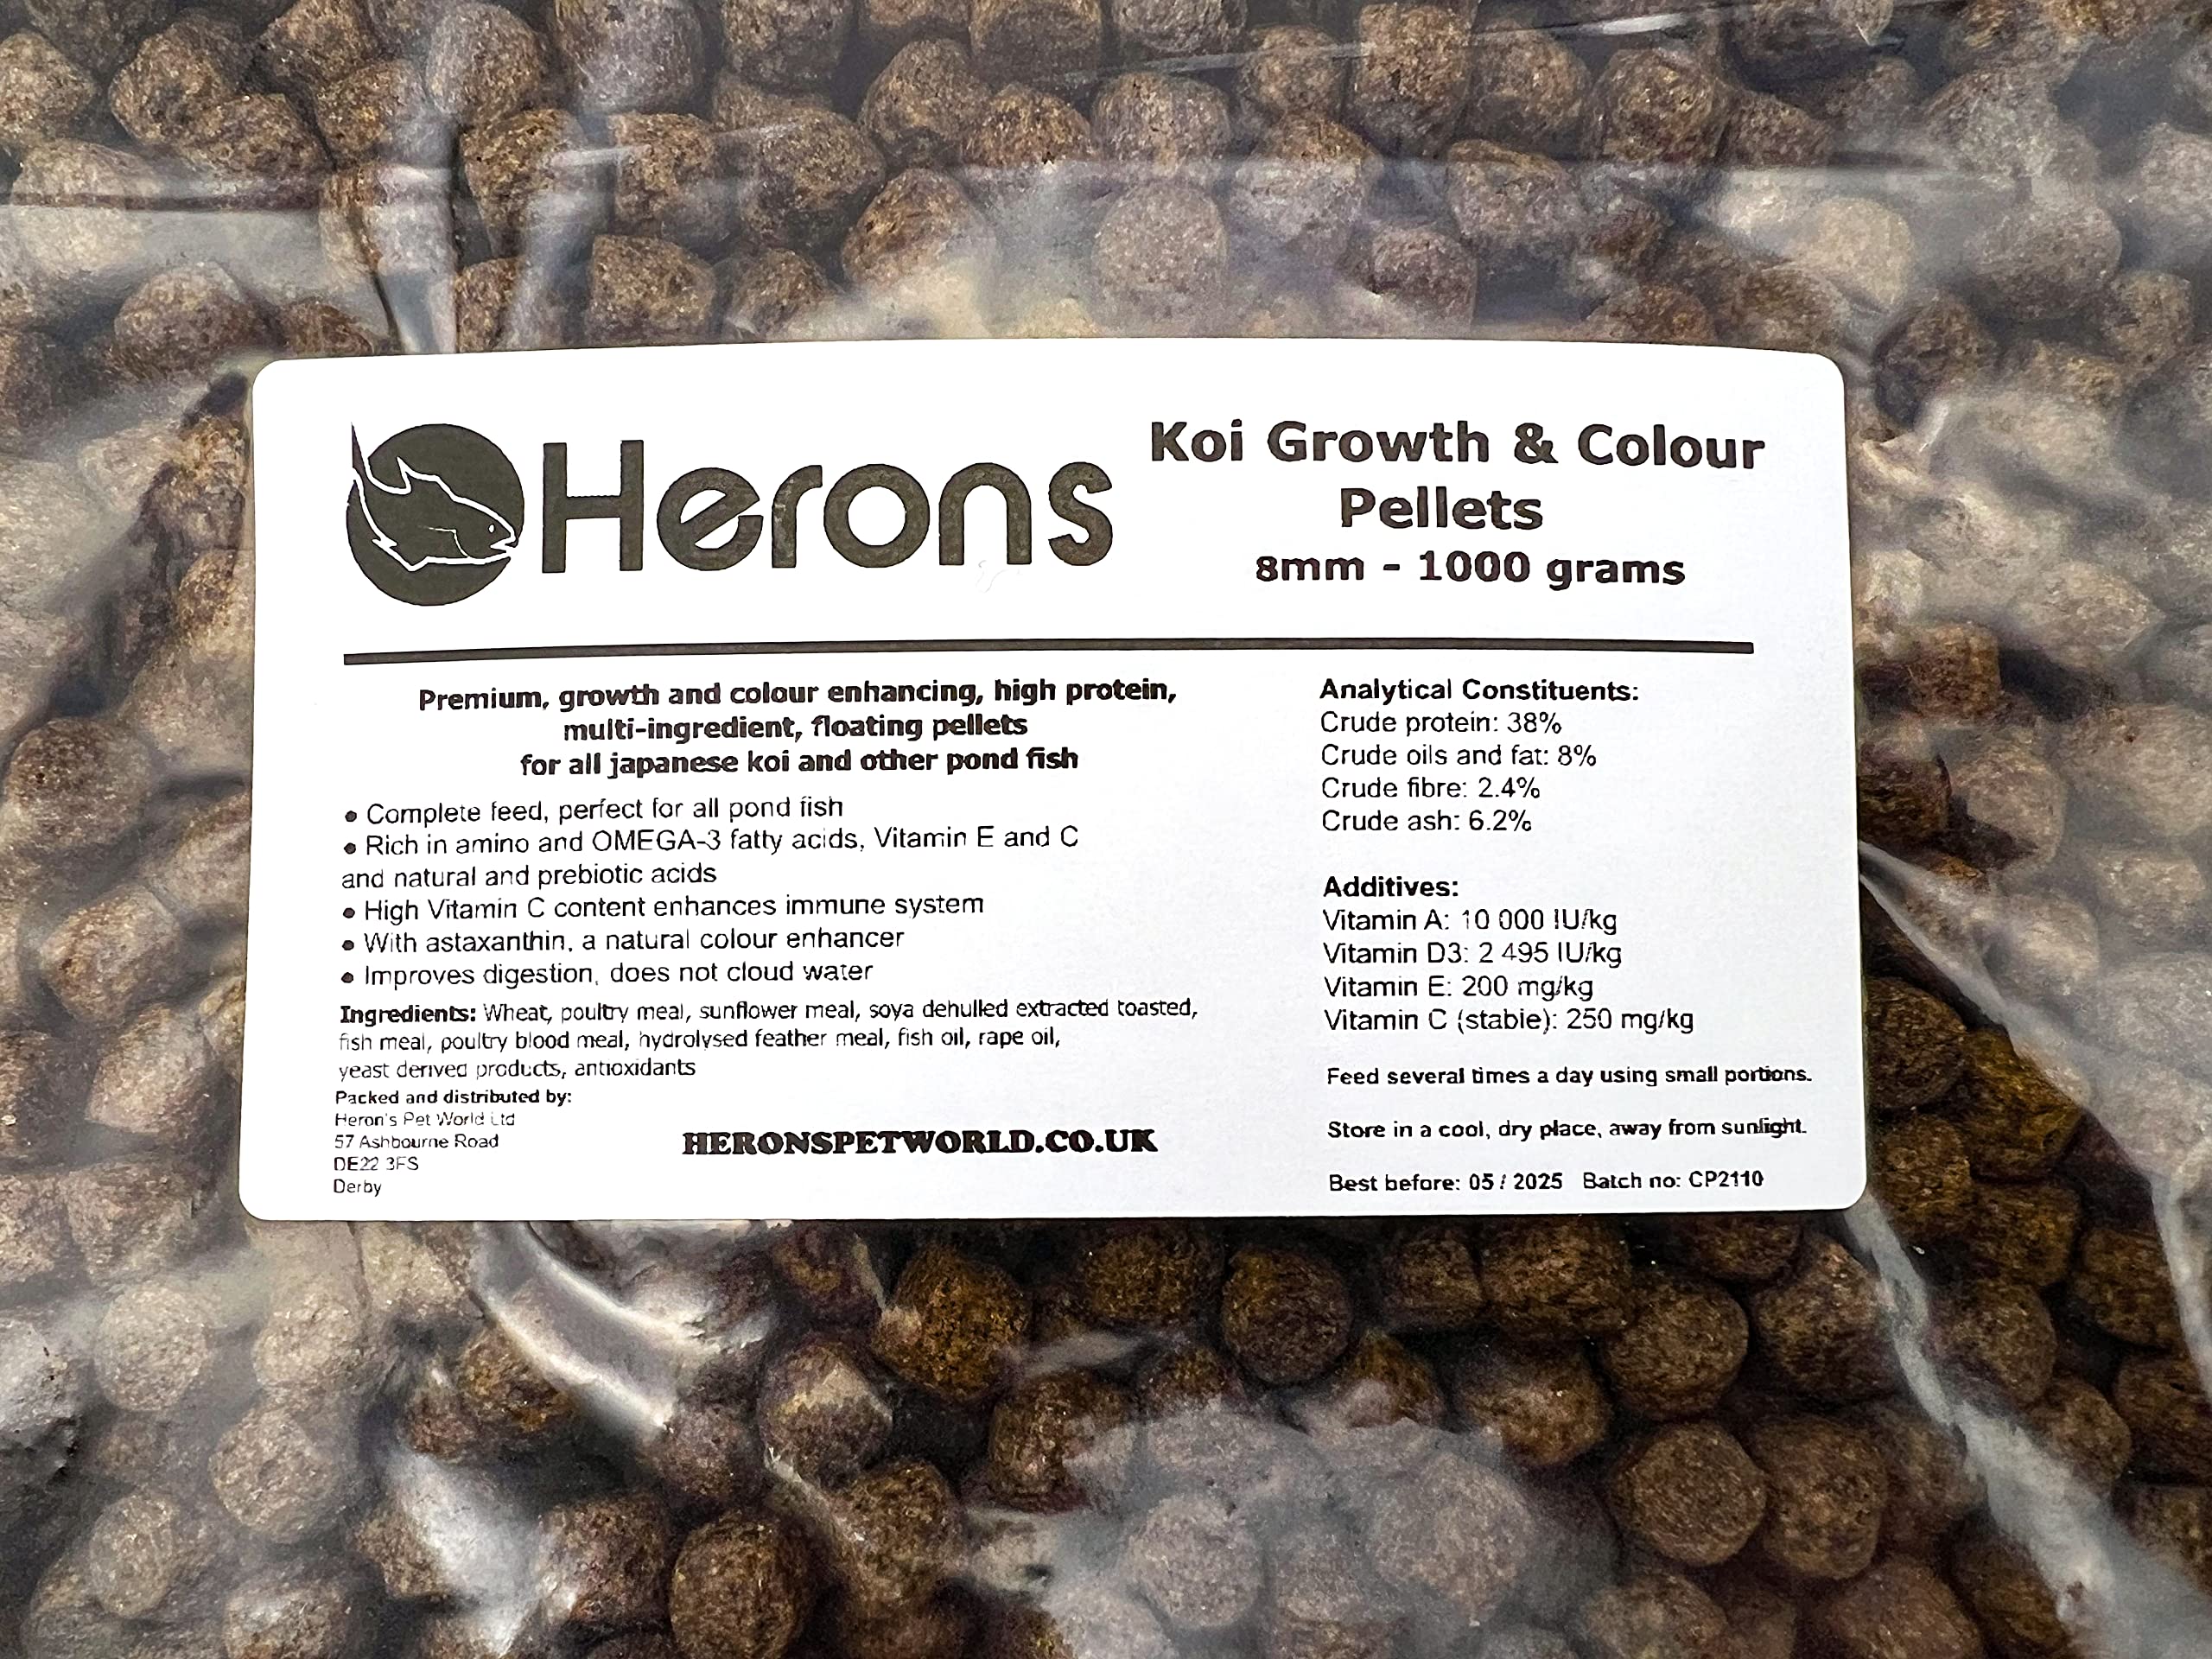 Herons
Koi Growth & Colour
Pellets
8mm - 1000 grams
Premium, growth and colour enhancing, high protein,
multi-ingredient, floating pellets
for all japanese koi and other pond fish
• Complete feed, perfect for all pond fish
• Rich in amino and OMEGA-3 fatty acids, Vitamin E and C
and natural and prebiotic acids
• High Vitamin C content enhances immune system
• With astaxanthin, a natural colour enhancer
• Improves digestion, does not cloud water
Ingredients: Wheat, poultry meal, sunflower meal, soya dehulled extracted toasted,
fish meal, poultry blood meal, hydrolysed feather meal, fish oil, rape oil,
yeast derived products, antioxidants
Packed and distributed by:
Heron's Pet World Ltd
57 Ashbourne Road
DE22 3FS
Derby
HERONSPETWORLD.CO.UK
Analytical Constituents:
Crude protein: 38%
Crude oils and fat: 8%
Crude fibre: 2.4%
Crude ash: 6.2%
Additives:
Vitamin A: 10 000 IU/kg
Vitamin D3: 2 495 IU/kg
Vitamin E: 200 mg/kg
Vitamin C (stable): 250 mg/kg
Feed several times a day using small portions.
Store in a cool, dry place, away from sunlight.
Best before: 05 / 2025 Batch no: CP2110